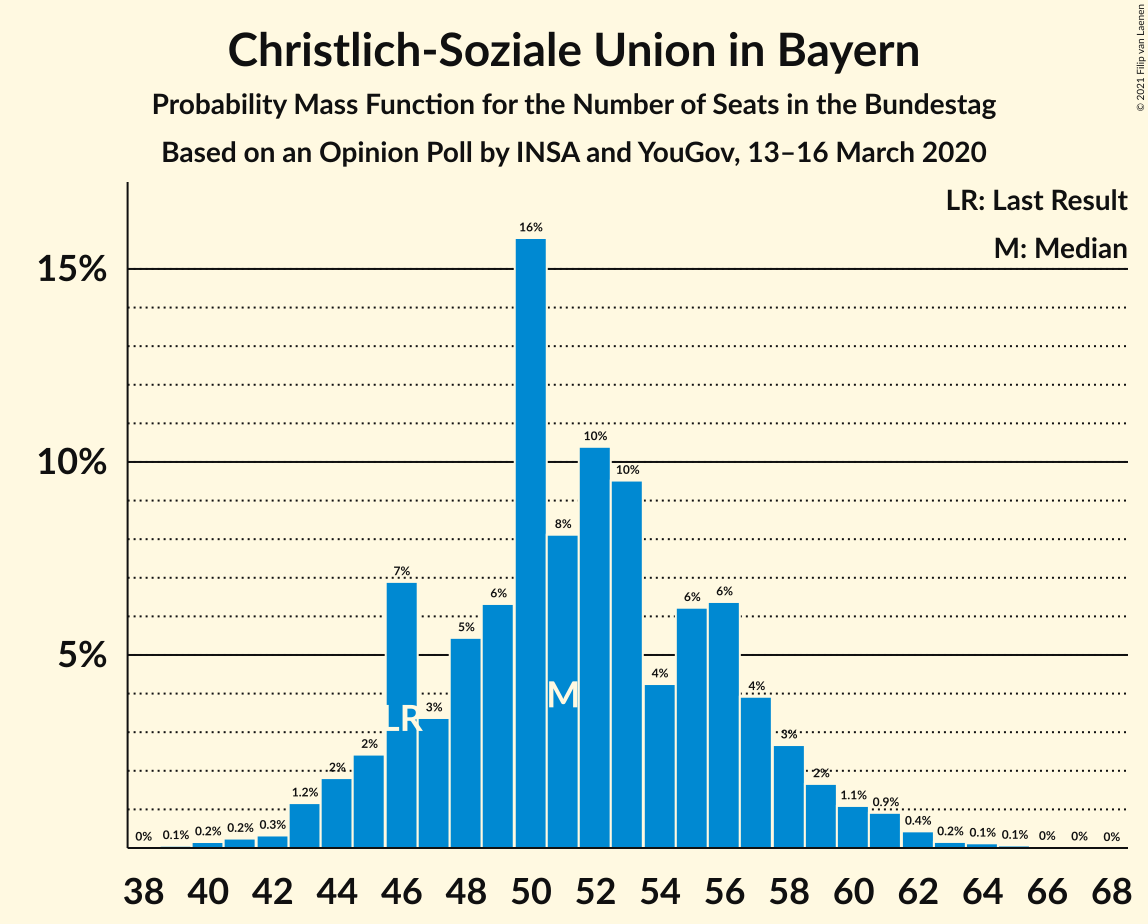 Christlich-Soziale Union in Bayern
Probability Mass Function for the Number of Seats in the Bundestag
Based on an Opinion Poll by INSA and YouGov, 13–16 March 2020
© 2021 Filip van Laenen
LR: Last Result
M: Median
15%
10%
5%
0% 0.1% 0.2% 0.2% 0.3% 1.2% 2% 2% 7% 3% 5% 6% 16% 8% 10% 10% 4% 6% 6% 4% 3% 2% 1.1% 0.9% 0.4% 0.2% 0.1% 0.1% 0% 0% 0%
LR
M
38 40 42 44 46 48 50 52 54 56 58 60 62 64 66 68